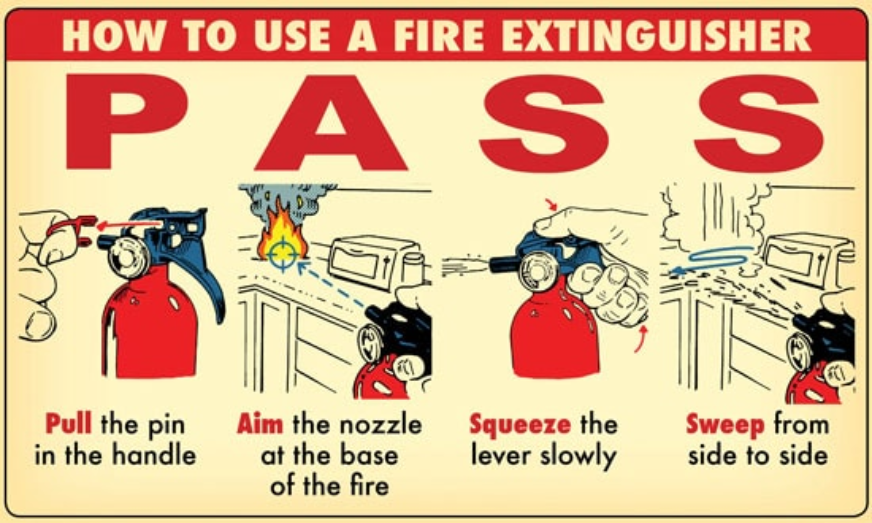 HOW TO USE A FIRE EXTINGUISHER
P A S S
Pull the pin
in the handle
Aim the nozzle
at the base
of the fire
Squeeze the
lever slowly
Sweep from
side to side